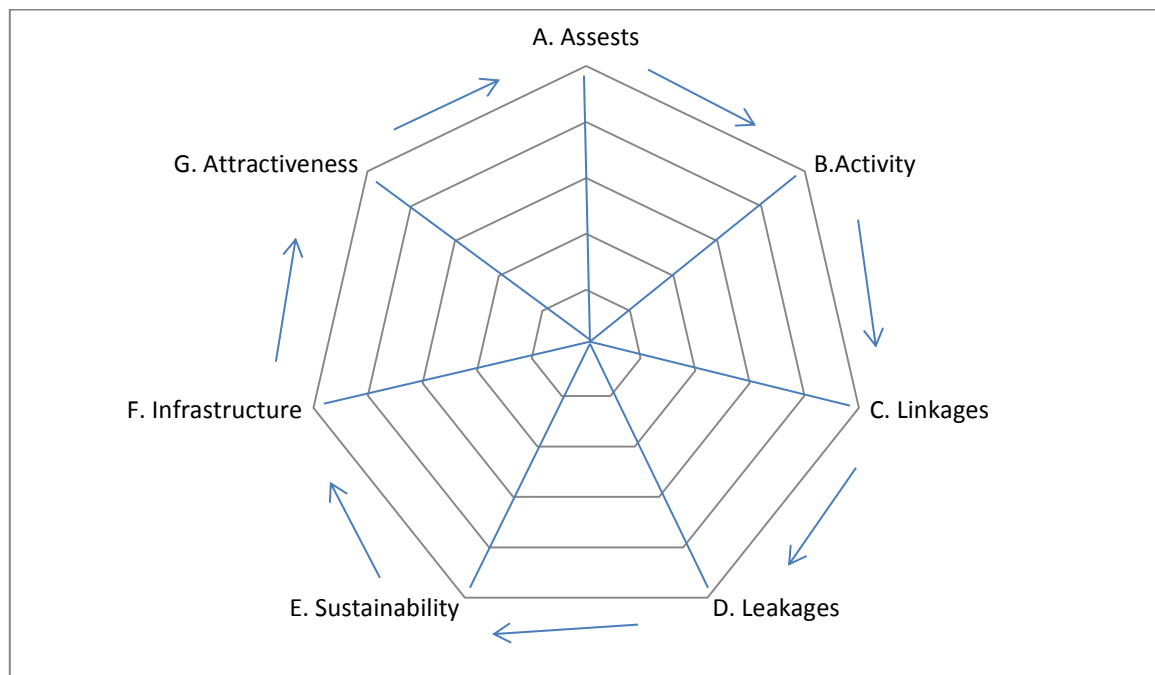 A. Assests
B.Activity
C. Linkages
D. Leakages
E. Sustainability
F. Infrastructure
G. Attractiveness